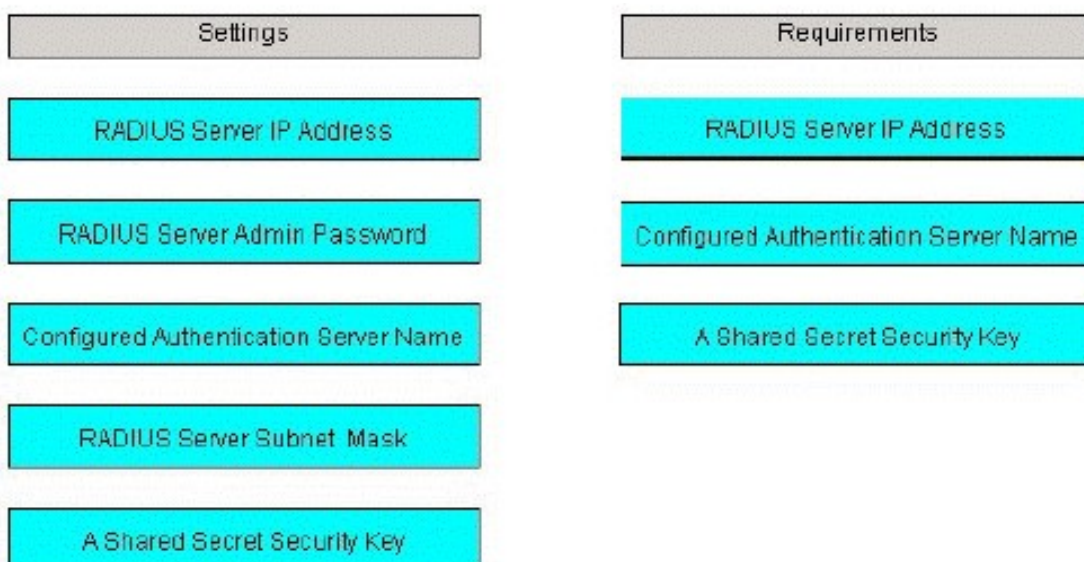 Settings
RADIUS Server IP Address
RADIUS Server Admin Password
Configured Authentication Server Name
RADIUS Server Subnet Mask
A Shared Secret Security Key
Requirements
RADIUS Server IP Address
Configured Authentication Server Name
A Shared Secret Security Key